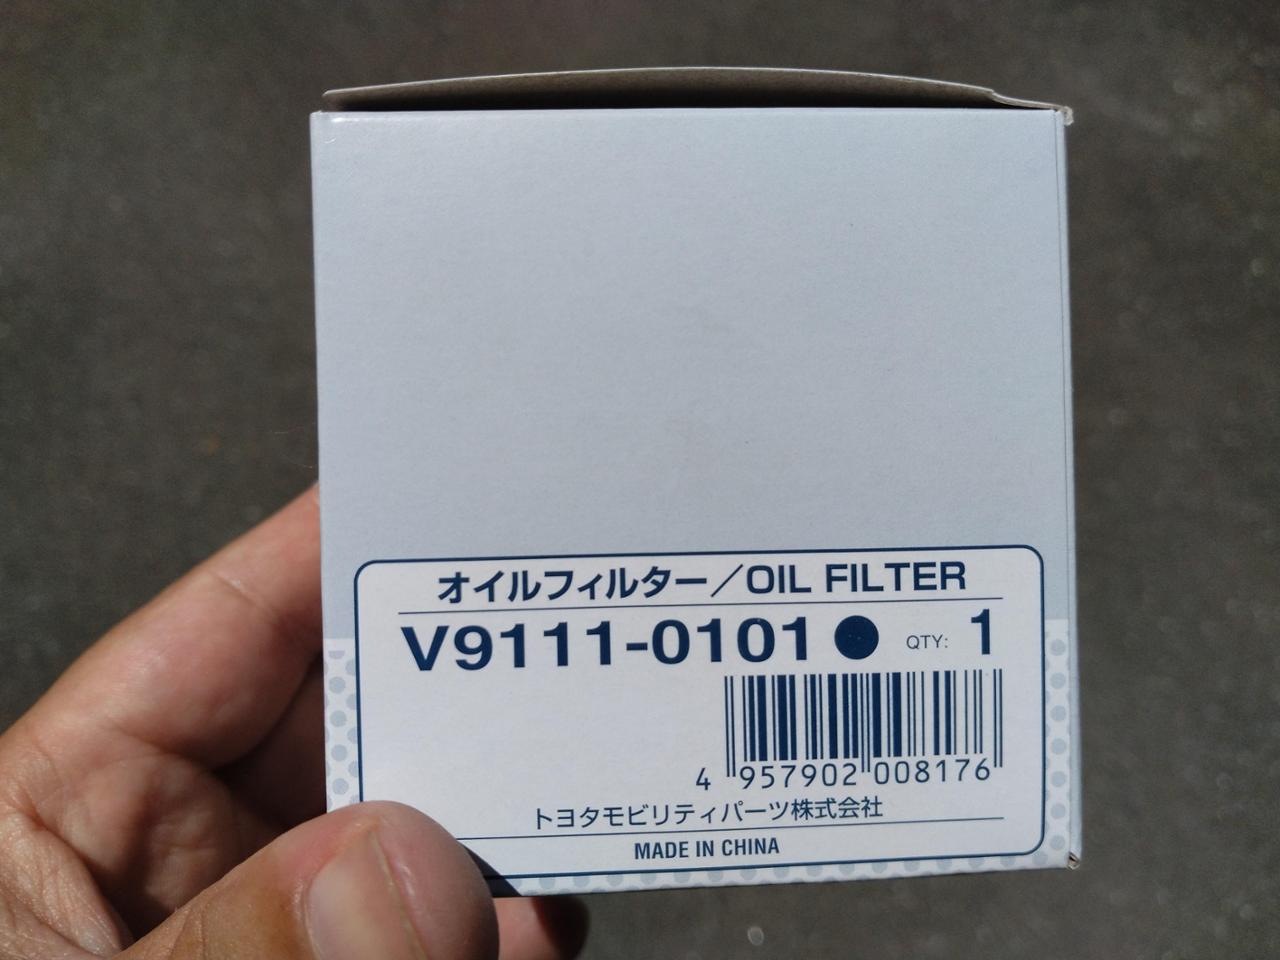 オイルフィルター／OIL FILTER
V9111-0101● QTY: 1
4 957902 008176
トヨタモビリティパーツ株式会社
MADE IN CHINA